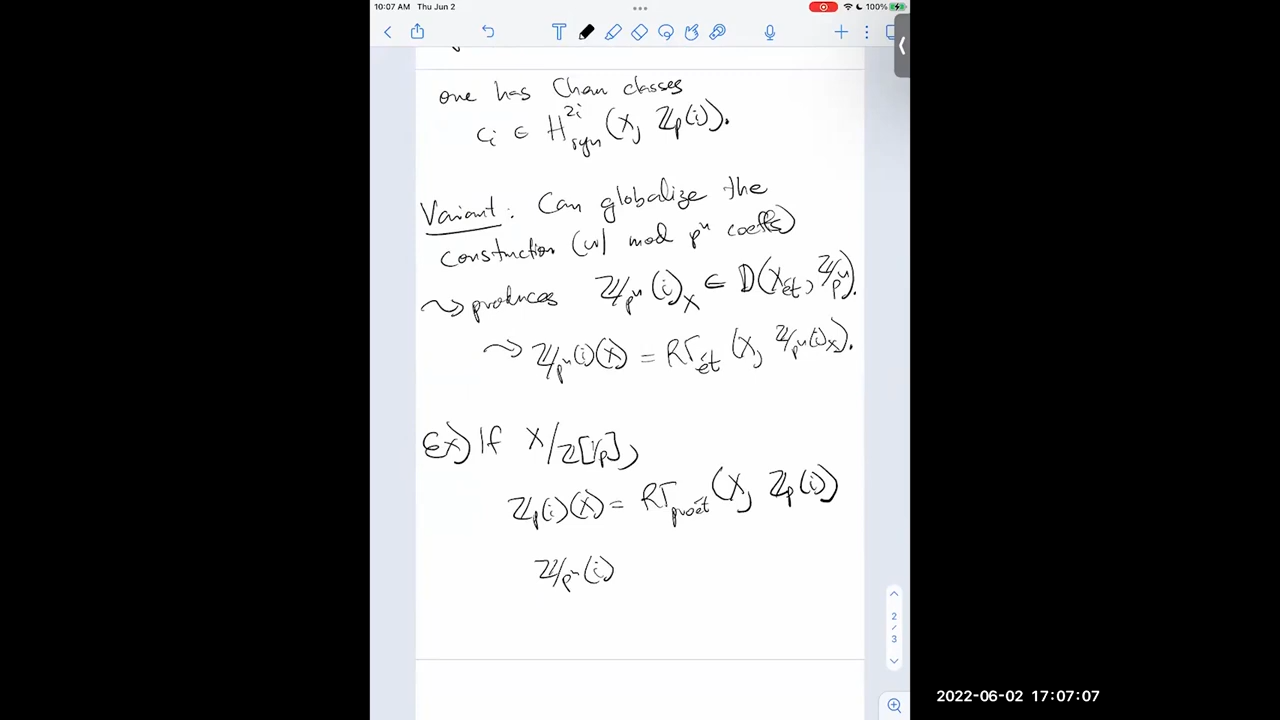 10:07 AM Thu Jun 2
100%
one has Chern classes
c_i ∈ H^{2i}_{syn}(X, ℤ_p(i)).
Variant: Can globalize the
construction (w/ mod p^n coeffs)
⇝ produces ℤ/p^n(i)_X ∈ D(X_ét, ℤ/p^n).
⇝ ℤ/p^n(i)(X) = RΓ_ét(X, ℤ/p^n(i)_X).
Ex) If X/ℤ[1/p],
ℤ_p(i)(X) = RΓ_proét(X, ℤ_p(i))
ℤ/p^n(i)
2
/
3
2022-06-02 17:07:07